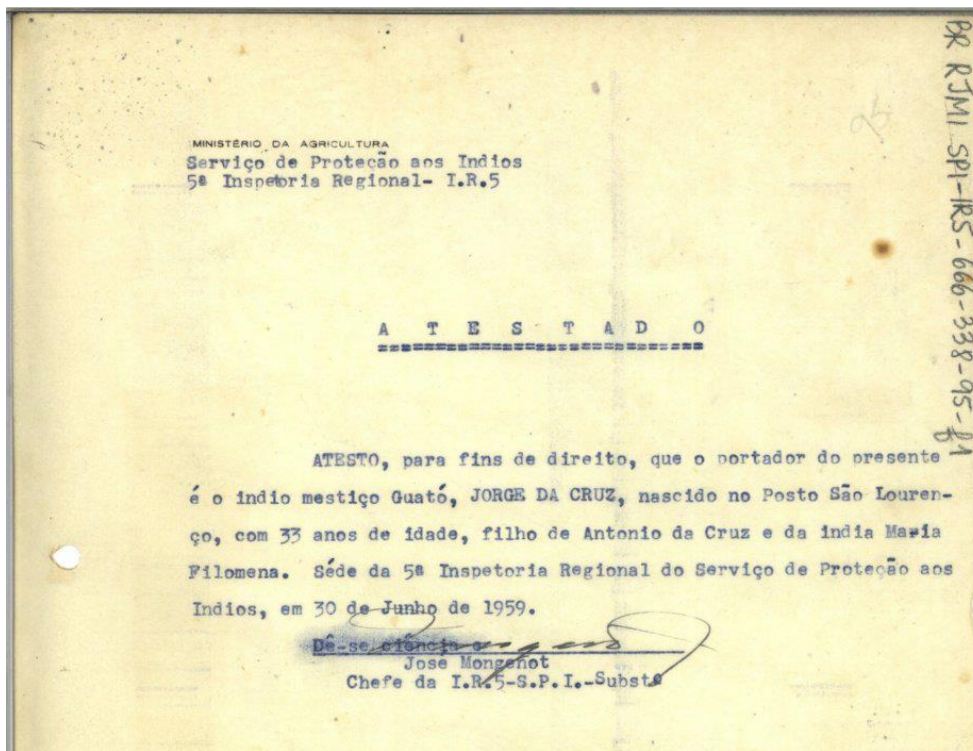 BR RJMI SPI-IR5-666-338-95-f1
MINISTÉRIO DA AGRICULTURA
Serviço de Proteção aos Indios
5ª Inspetoria Regional- I.R.5
A T E S T A D O
ATESTO, para fins de direito, que o portador do presente
é o indio mestiço Guató, JORGE DA CRUZ, nascido no Posto São Louren-
ço, com 33 anos de idade, filho de Antonio da Cruz e da india Maria
Filomena. Séde da 5ª Inspetoria Regional do Serviço de Proteção aos
Indios, em 30 de Junho de 1959.
Dê-se ciência e
José Mongenot
Chefe da I.R.5-S.P.I.-Substº